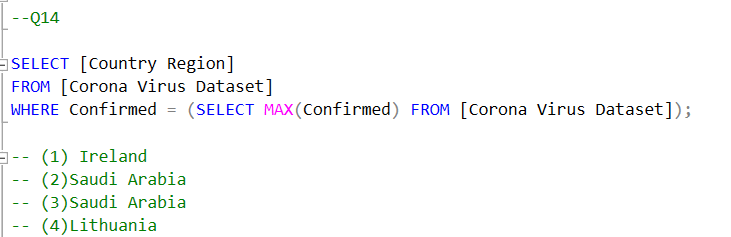 --Q14
SELECT [Country Region]
FROM [Corona Virus Dataset]
WHERE Confirmed = (SELECT MAX(Confirmed) FROM [Corona Virus Dataset]);
-- (1) Ireland
-- (2)Saudi Arabia
-- (3)Saudi Arabia
-- (4)Lithuania